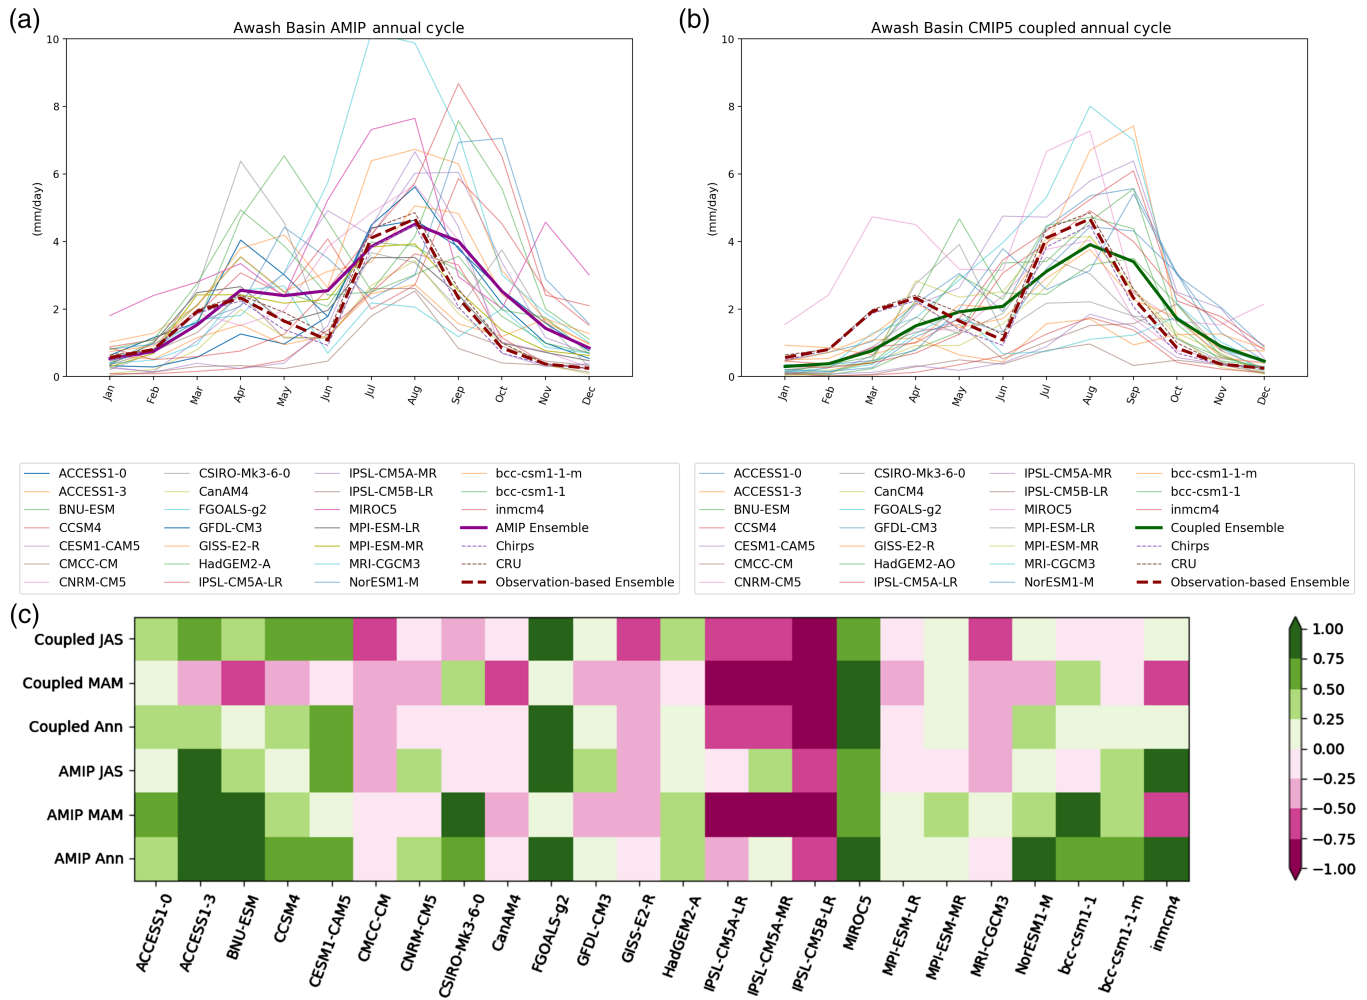 (a)
Awash Basin AMIP annual cycle
10
8
6
4
2
0
(mm/day)
Jan
Feb
Mar
Apr
May
Jun
Jul
Aug
Sep
Oct
Nov
Dec
(b)
Awash Basin CMIP5 coupled annual cycle
10
8
6
4
2
0
(mm/day)
Jan
Feb
Mar
Apr
May
Jun
Jul
Aug
Sep
Oct
Nov
Dec
ACCESS1-0
ACCESS1-3
BNU-ESM
CCSM4
CESM1-CAM5
CMCC-CM
CNRM-CM5
CSIRO-Mk3-6-0
CanAM4
FGOALS-g2
GFDL-CM3
GISS-E2-R
HadGEM2-A
IPSL-CM5A-LR
IPSL-CM5A-MR
IPSL-CM5B-LR
MIROC5
MPI-ESM-LR
MPI-ESM-MR
MRI-CGCM3
NorESM1-M
bcc-csm1-1-m
bcc-csm1-1
inmcm4
AMIP Ensemble
Chirps
CRU
Observation-based Ensemble
ACCESS1-0
ACCESS1-3
BNU-ESM
CCSM4
CESM1-CAM5
CMCC-CM
CNRM-CM5
CSIRO-Mk3-6-0
CanCM4
FGOALS-g2
GFDL-CM3
GISS-E2-R
HadGEM2-AO
IPSL-CM5A-LR
IPSL-CM5A-MR
IPSL-CM5B-LR
MIROC5
MPI-ESM-LR
MPI-ESM-MR
MRI-CGCM3
NorESM1-M
bcc-csm1-1-m
bcc-csm1-1
inmcm4
Coupled Ensemble
Chirps
CRU
Observation-based Ensemble
(c)
Coupled JAS
Coupled MAM
Coupled Ann
AMIP JAS
AMIP MAM
AMIP Ann
ACCESS1-0
ACCESS1-3
BNU-ESM
CCSM4
CESM1-CAM5
CMCC-CM
CNRM-CM5
CSIRO-Mk3-6-0
CanAM4
FGOALS-g2
GFDL-CM3
GISS-E2-R
HadGEM2-A
IPSL-CM5A-LR
IPSL-CM5A-MR
IPSL-CM5B-LR
MIROC5
MPI-ESM-LR
MPI-ESM-MR
MRI-CGCM3
NorESM1-M
bcc-csm1-1
bcc-csm1-1-m
inmcm4
1.00
0.75
0.50
0.25
0.00
−0.25
−0.50
−0.75
−1.00